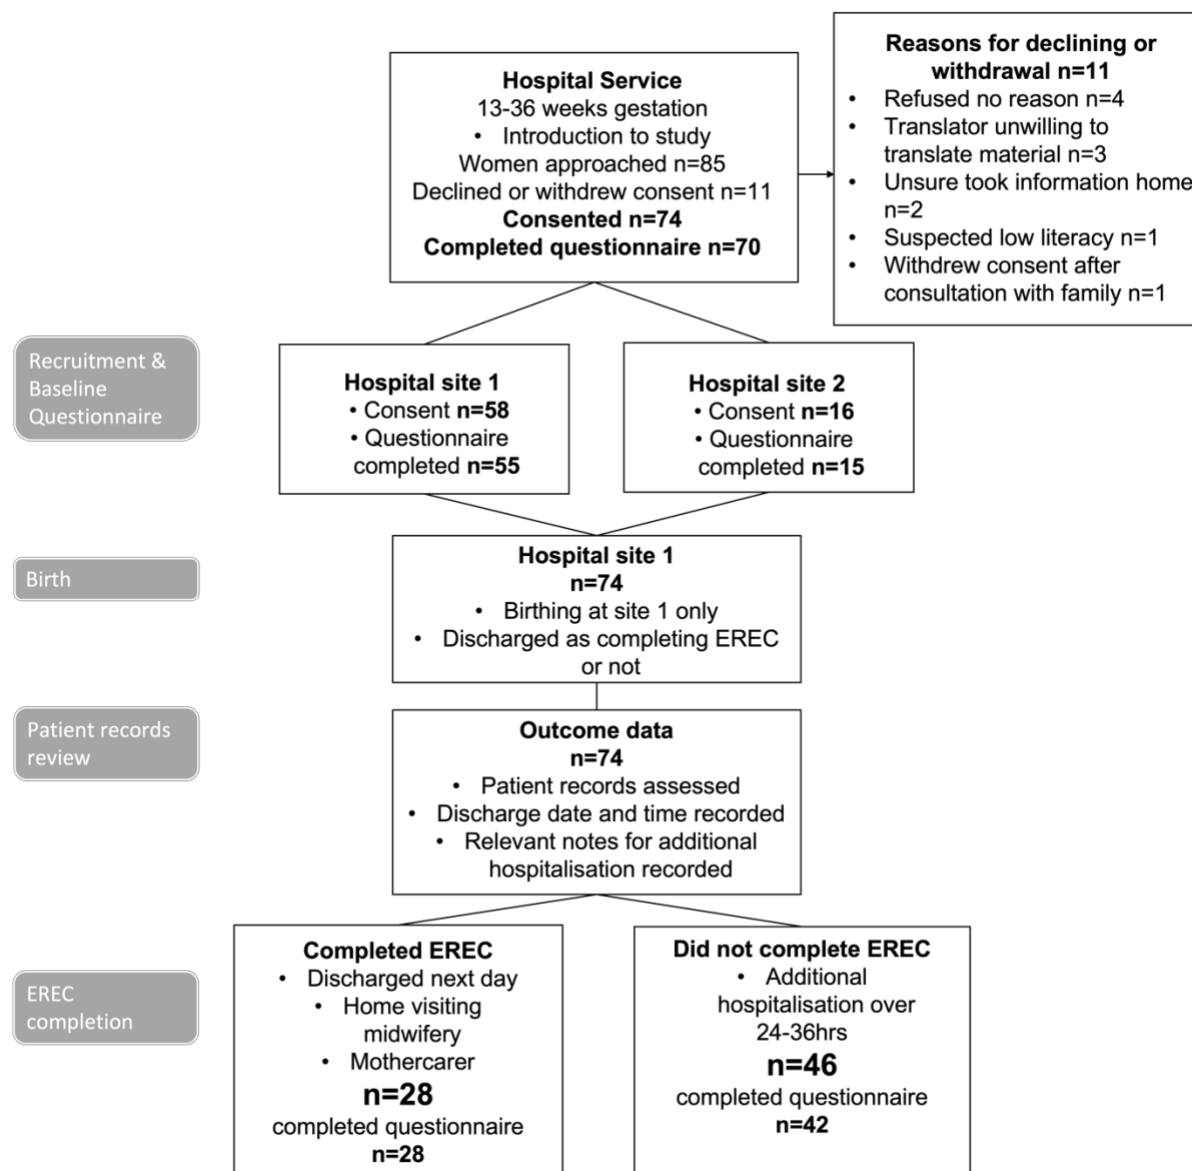 Hospital Service
13-36 weeks gestation
• Introduction to study
Women approached n=85
Declined or withdrew consent n=11
Consented n=74
Completed questionnaire n=70
Reasons for declining or
withdrawal n=11
• Refused no reason n=4
• Translator unwilling to
translate material n=3
• Unsure took information home
n=2
• Suspected low literacy n=1
• Withdrew consent after
consultation with family n=1
Recruitment &
Baseline
Questionnaire
Hospital site 1
• Consent n=58
• Questionnaire
completed n=55
Hospital site 2
• Consent n=16
• Questionnaire
completed n=15
Birth
Hospital site 1
n=74
• Birthing at site 1 only
• Discharged as completing EREC
or not
Patient records
review
Outcome data
n=74
• Patient records assessed
• Discharge date and time recorded
• Relevant notes for additional
hospitalisation recorded
EREC
completion
Completed EREC
• Discharged next day
• Home visiting
midwifery
• Mothercarer
n=28
completed questionnaire
n=28
Did not complete EREC
• Additional
hospitalisation over
24-36hrs
n=46
completed questionnaire
n=42